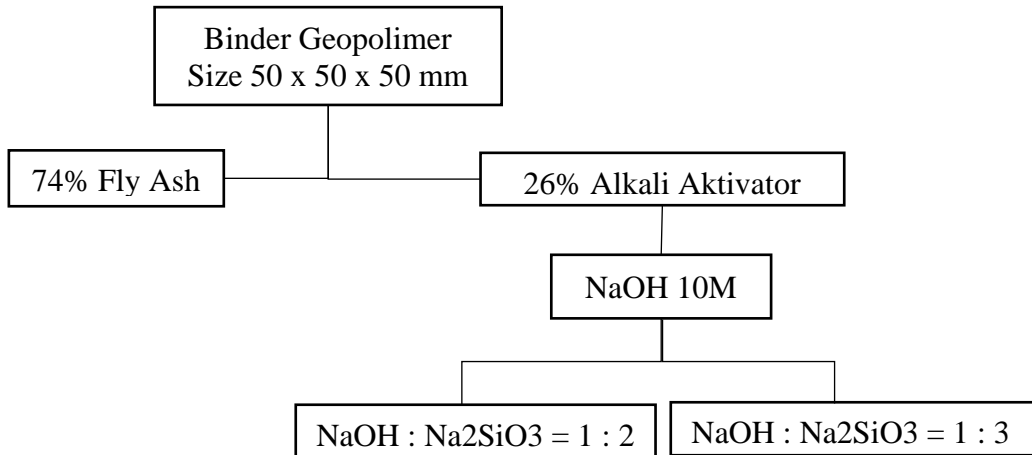 Binder Geopolimer
Size 50 x 50 x 50 mm
74% Fly Ash
26% Alkali Aktivator
NaOH 10M
NaOH : Na2SiO3 = 1 : 2
NaOH : Na2SiO3 = 1 : 3